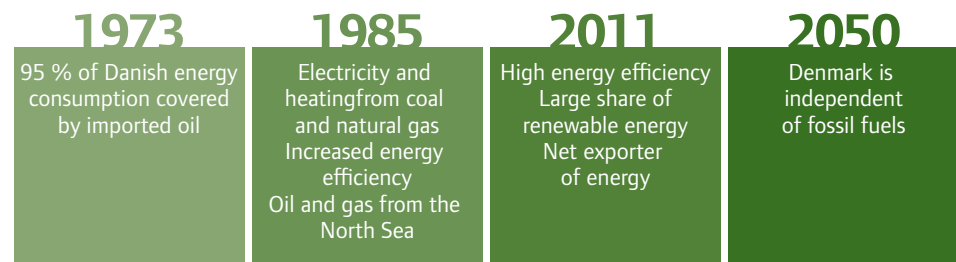 1973
95 % of Danish energy
consumption covered
by imported oil
1985
Electricity and
heatingfrom coal
and natural gas
Increased energy
efficiency
Oil and gas from the
North Sea
2011
High energy efficiency
Large share of
renewable energy
Net exporter
of energy
2050
Denmark is
independent
of fossil fuels